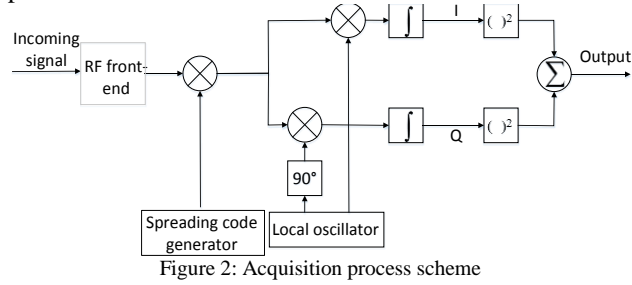 I
Incoming
signal
RF front-
end
∫
( )²
Σ
Output
∫
( )²
Q
90°
Spreading code
generator
Local oscillator
Figure 2: Acquisition process scheme